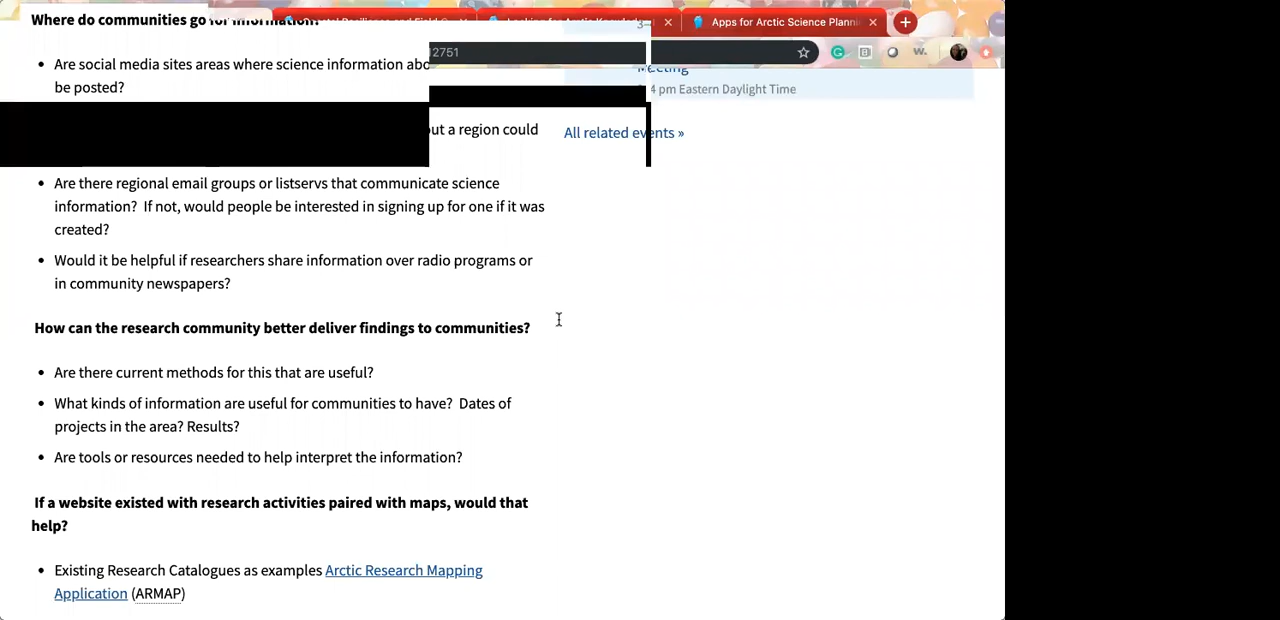 Where do communities go for information?
Looking for Arctic Knowledge
Apps for Arctic Science Planni
12751
Are social media sites areas where science information abo
be posted?
Meeting
4 pm Eastern Daylight Time
out a region could
All related events »
Are there regional email groups or listservs that communicate science
information? If not, would people be interested in signing up for one if it was
created?
Would it be helpful if researchers share information over radio programs or
in community newspapers?
How can the research community better deliver findings to communities?
Are there current methods for this that are useful?
What kinds of information are useful for communities to have? Dates of
projects in the area? Results?
Are tools or resources needed to help interpret the information?
If a website existed with research activities paired with maps, would that
help?
Existing Research Catalogues as examples Arctic Research Mapping
Application (ARMAP)